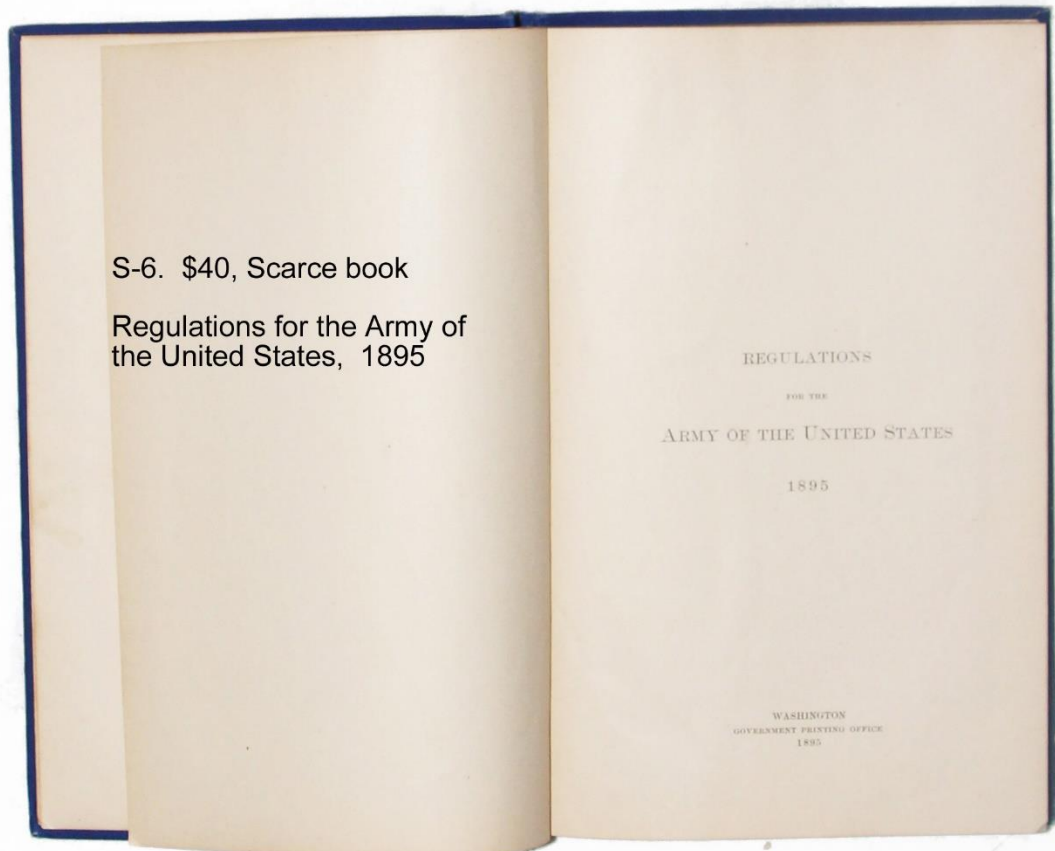 S-6.  $40, Scarce book
Regulations for the Army of
the United States,  1895
REGULATIONS
FOR THE
ARMY OF THE UNITED STATES
1895
WASHINGTON
GOVERNMENT PRINTING OFFICE
1895